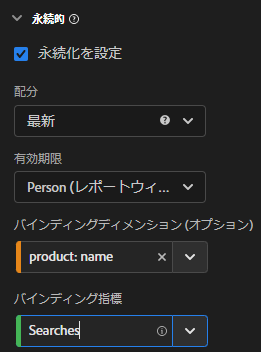 永続的
永続化を設定
配分
最新
有効期限
Person (レポートウィ...
バインディングディメンション (オプション)
product: name
バインディング指標
Searches